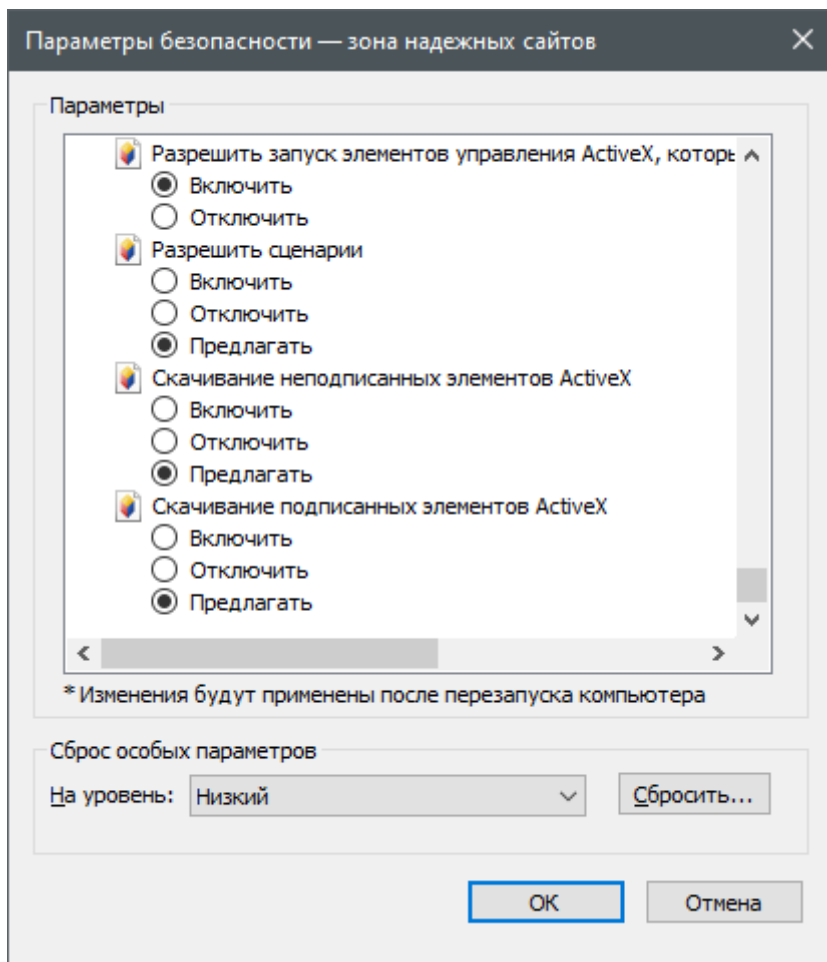 Параметры безопасности — зона надежных сайтов
Параметры
Разрешить запуск элементов управления ActiveX, которы
Включить
Отключить
Разрешить сценарии
Включить
Отключить
Предлагать
Скачивание неподписанных элементов ActiveX
Включить
Отключить
Предлагать
Скачивание подписанных элементов ActiveX
Включить
Отключить
Предлагать
* Изменения будут применены после перезапуска компьютера
Сброс особых параметров
На уровень: Низкий Сбросить...
ОК Отмена